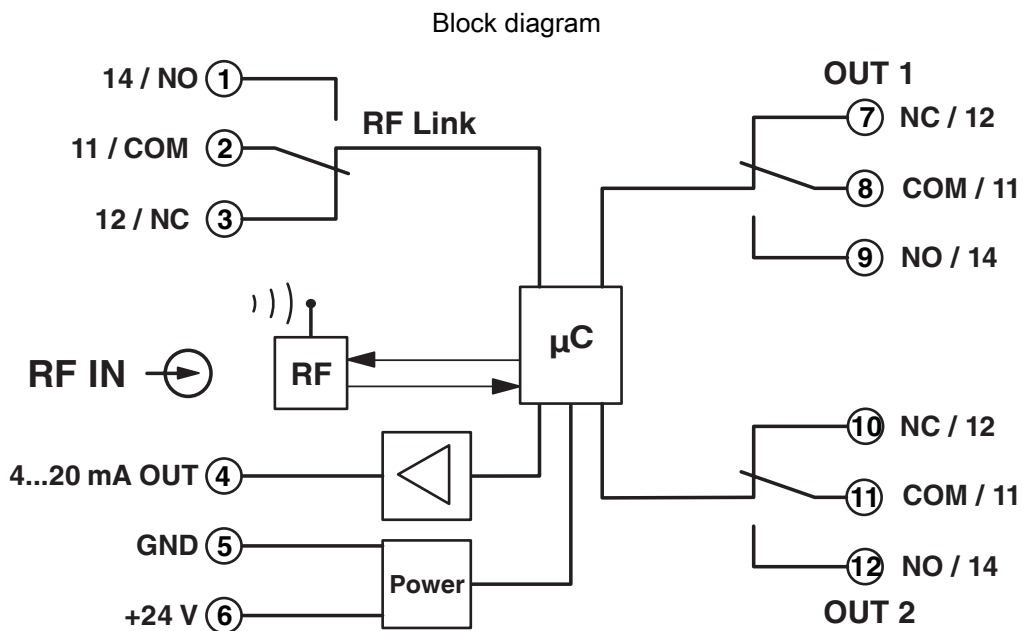 Block diagram
14 / NO 1
11 / COM 2
12 / NC 3
RF Link
OUT 1
7 NC / 12
8 COM / 11
9 NO / 14
µC
RF IN
RF
4...20 mA OUT 4
GND 5
+24 V 6
Power
10 NC / 12
11 COM / 11
12 NO / 14
OUT 2